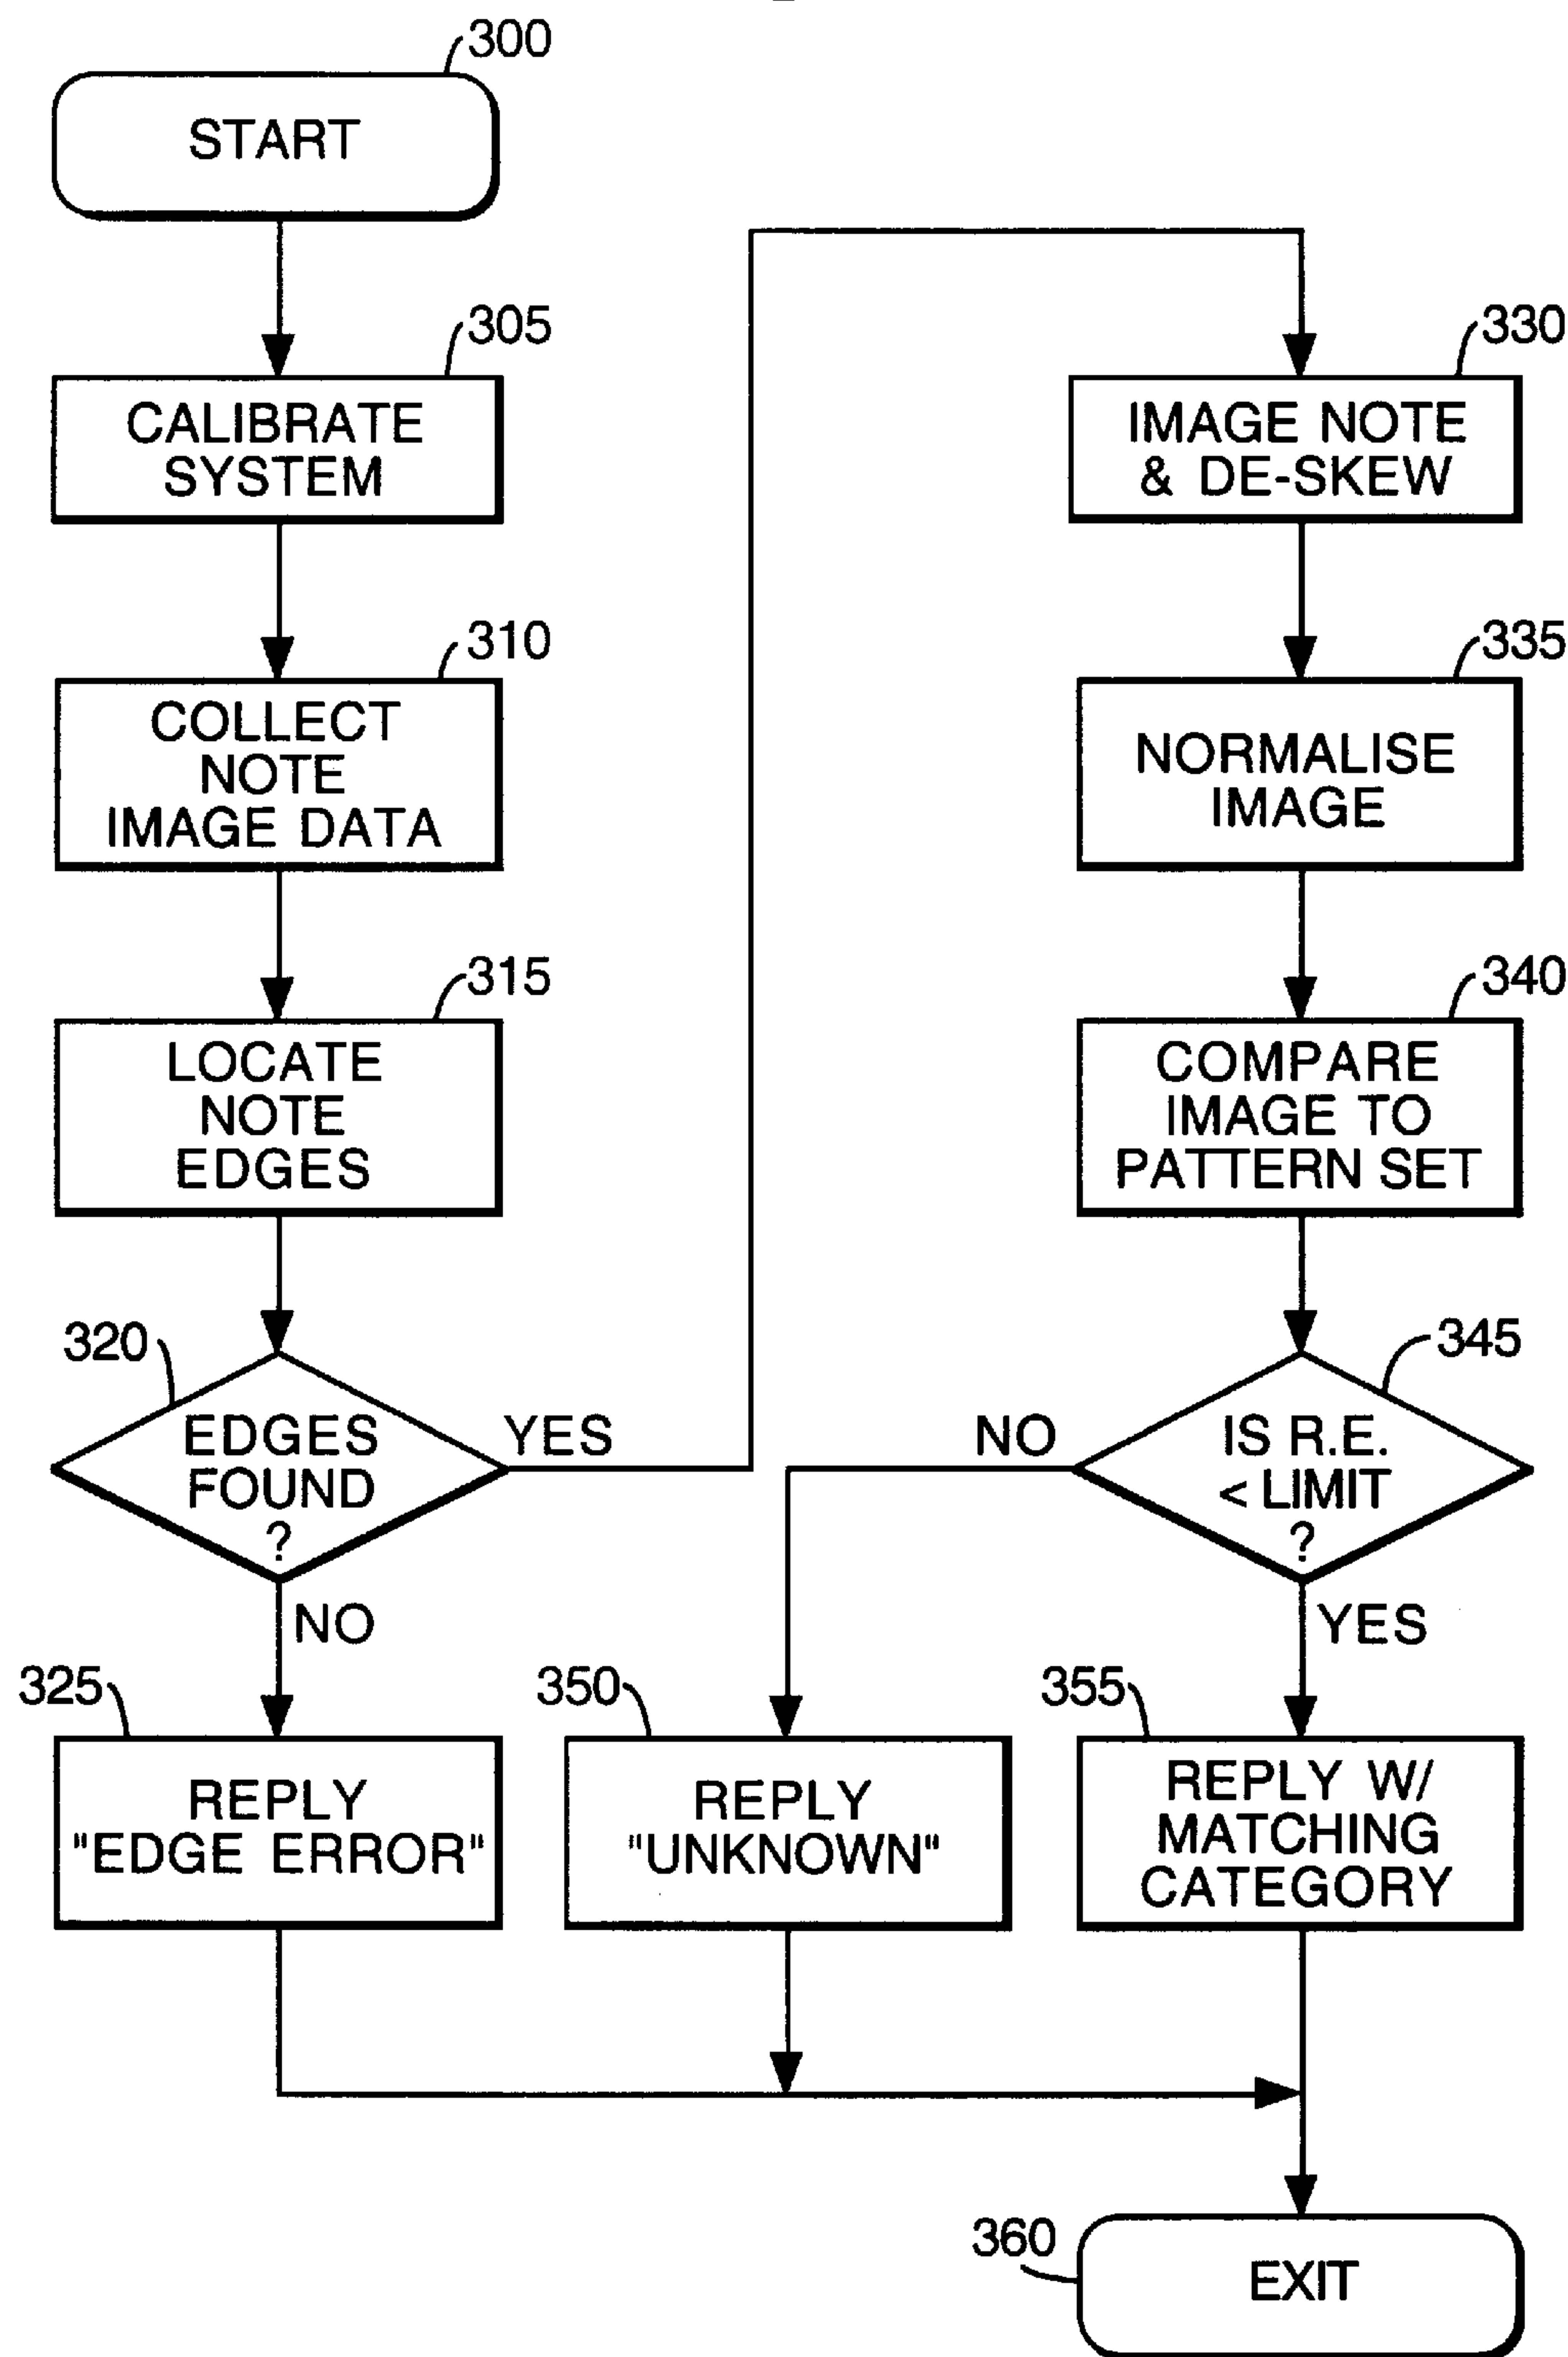 300
START
305
CALIBRATE
SYSTEM
310
COLLECT
NOTE
IMAGE DATA
315
LOCATE
NOTE
EDGES
320
EDGES
FOUND
?
YES
NO
325
REPLY
"EDGE ERROR"
330
IMAGE NOTE
& DE-SKEW
335
NORMALISE
IMAGE
340
COMPARE
IMAGE TO
PATTERN SET
345
IS R.E.
< LIMIT
?
NO
YES
350
REPLY
"UNKNOWN"
355
REPLY W/
MATCHING
CATEGORY
360
EXIT